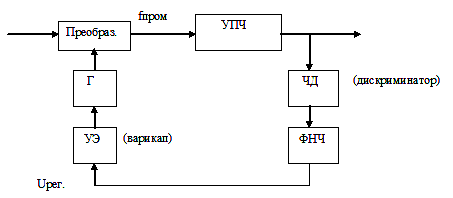 fпром
Преобраз.
УПЧ
Г
ЧД
(дискриминатор)
УЭ
(варикап)
ФНЧ
Uрег.